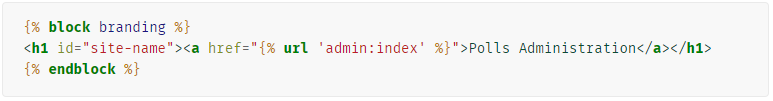 {% block branding %}
<h1 id="site-name"><a href="{% url 'admin:index' %}">Polls Administration</a></h1>
{% endblock %}